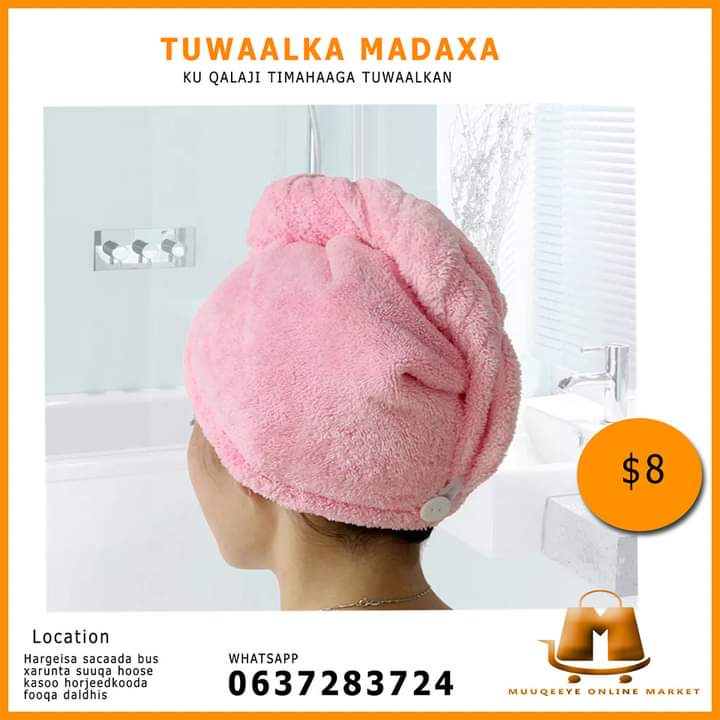 TUWAALKA MADAXA
KU QALAJI TIMAHAAGA TUWAALKAN
$8
Location
Hargeisa sacaada bus
xarunta suuqa hoose
kasoo horjeedkooda
fooqa daldhis
WHATSAPP
0637283724
M
MUUQEEYE ONLINE MARKET